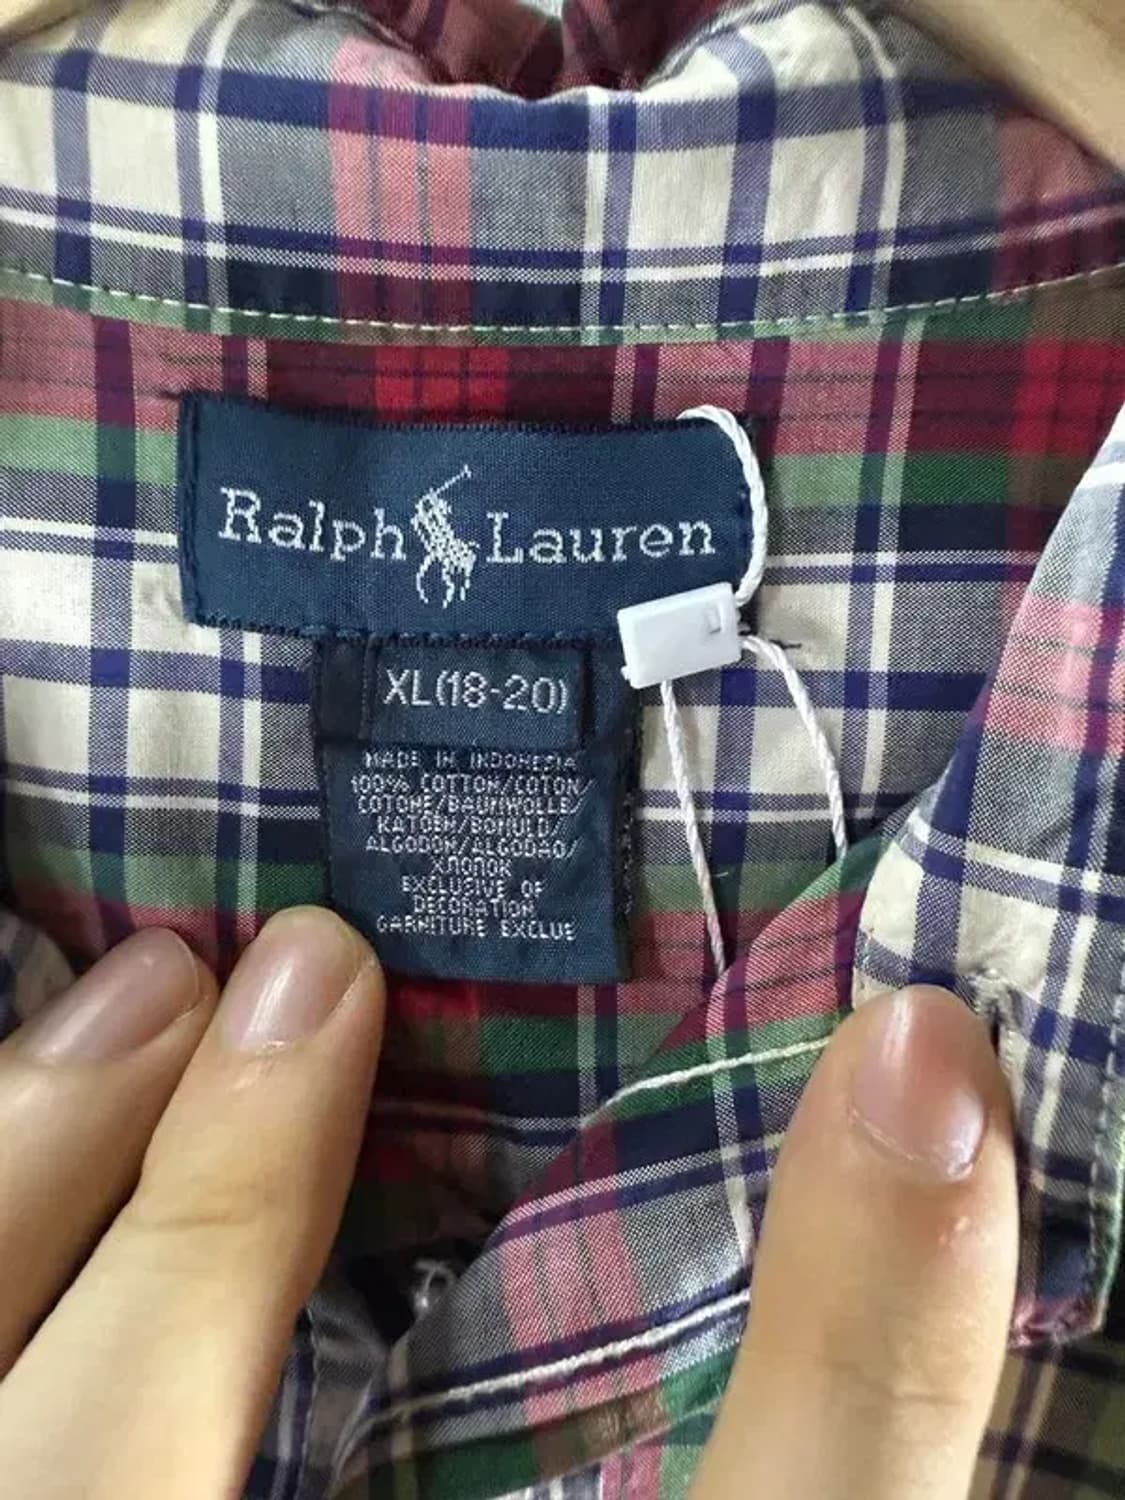 Ralph Lauren
XL(18-20)
MADE IN INDONESIA
100% COTTON/COTON/
COTONE/BAUMWOLLE/
KATOEN/BOMULD/
ALGODON/ALGODAO/
ХЛОПОК
EXCLUSIVE OF
DECORATION
GARNITURE EXCLUE